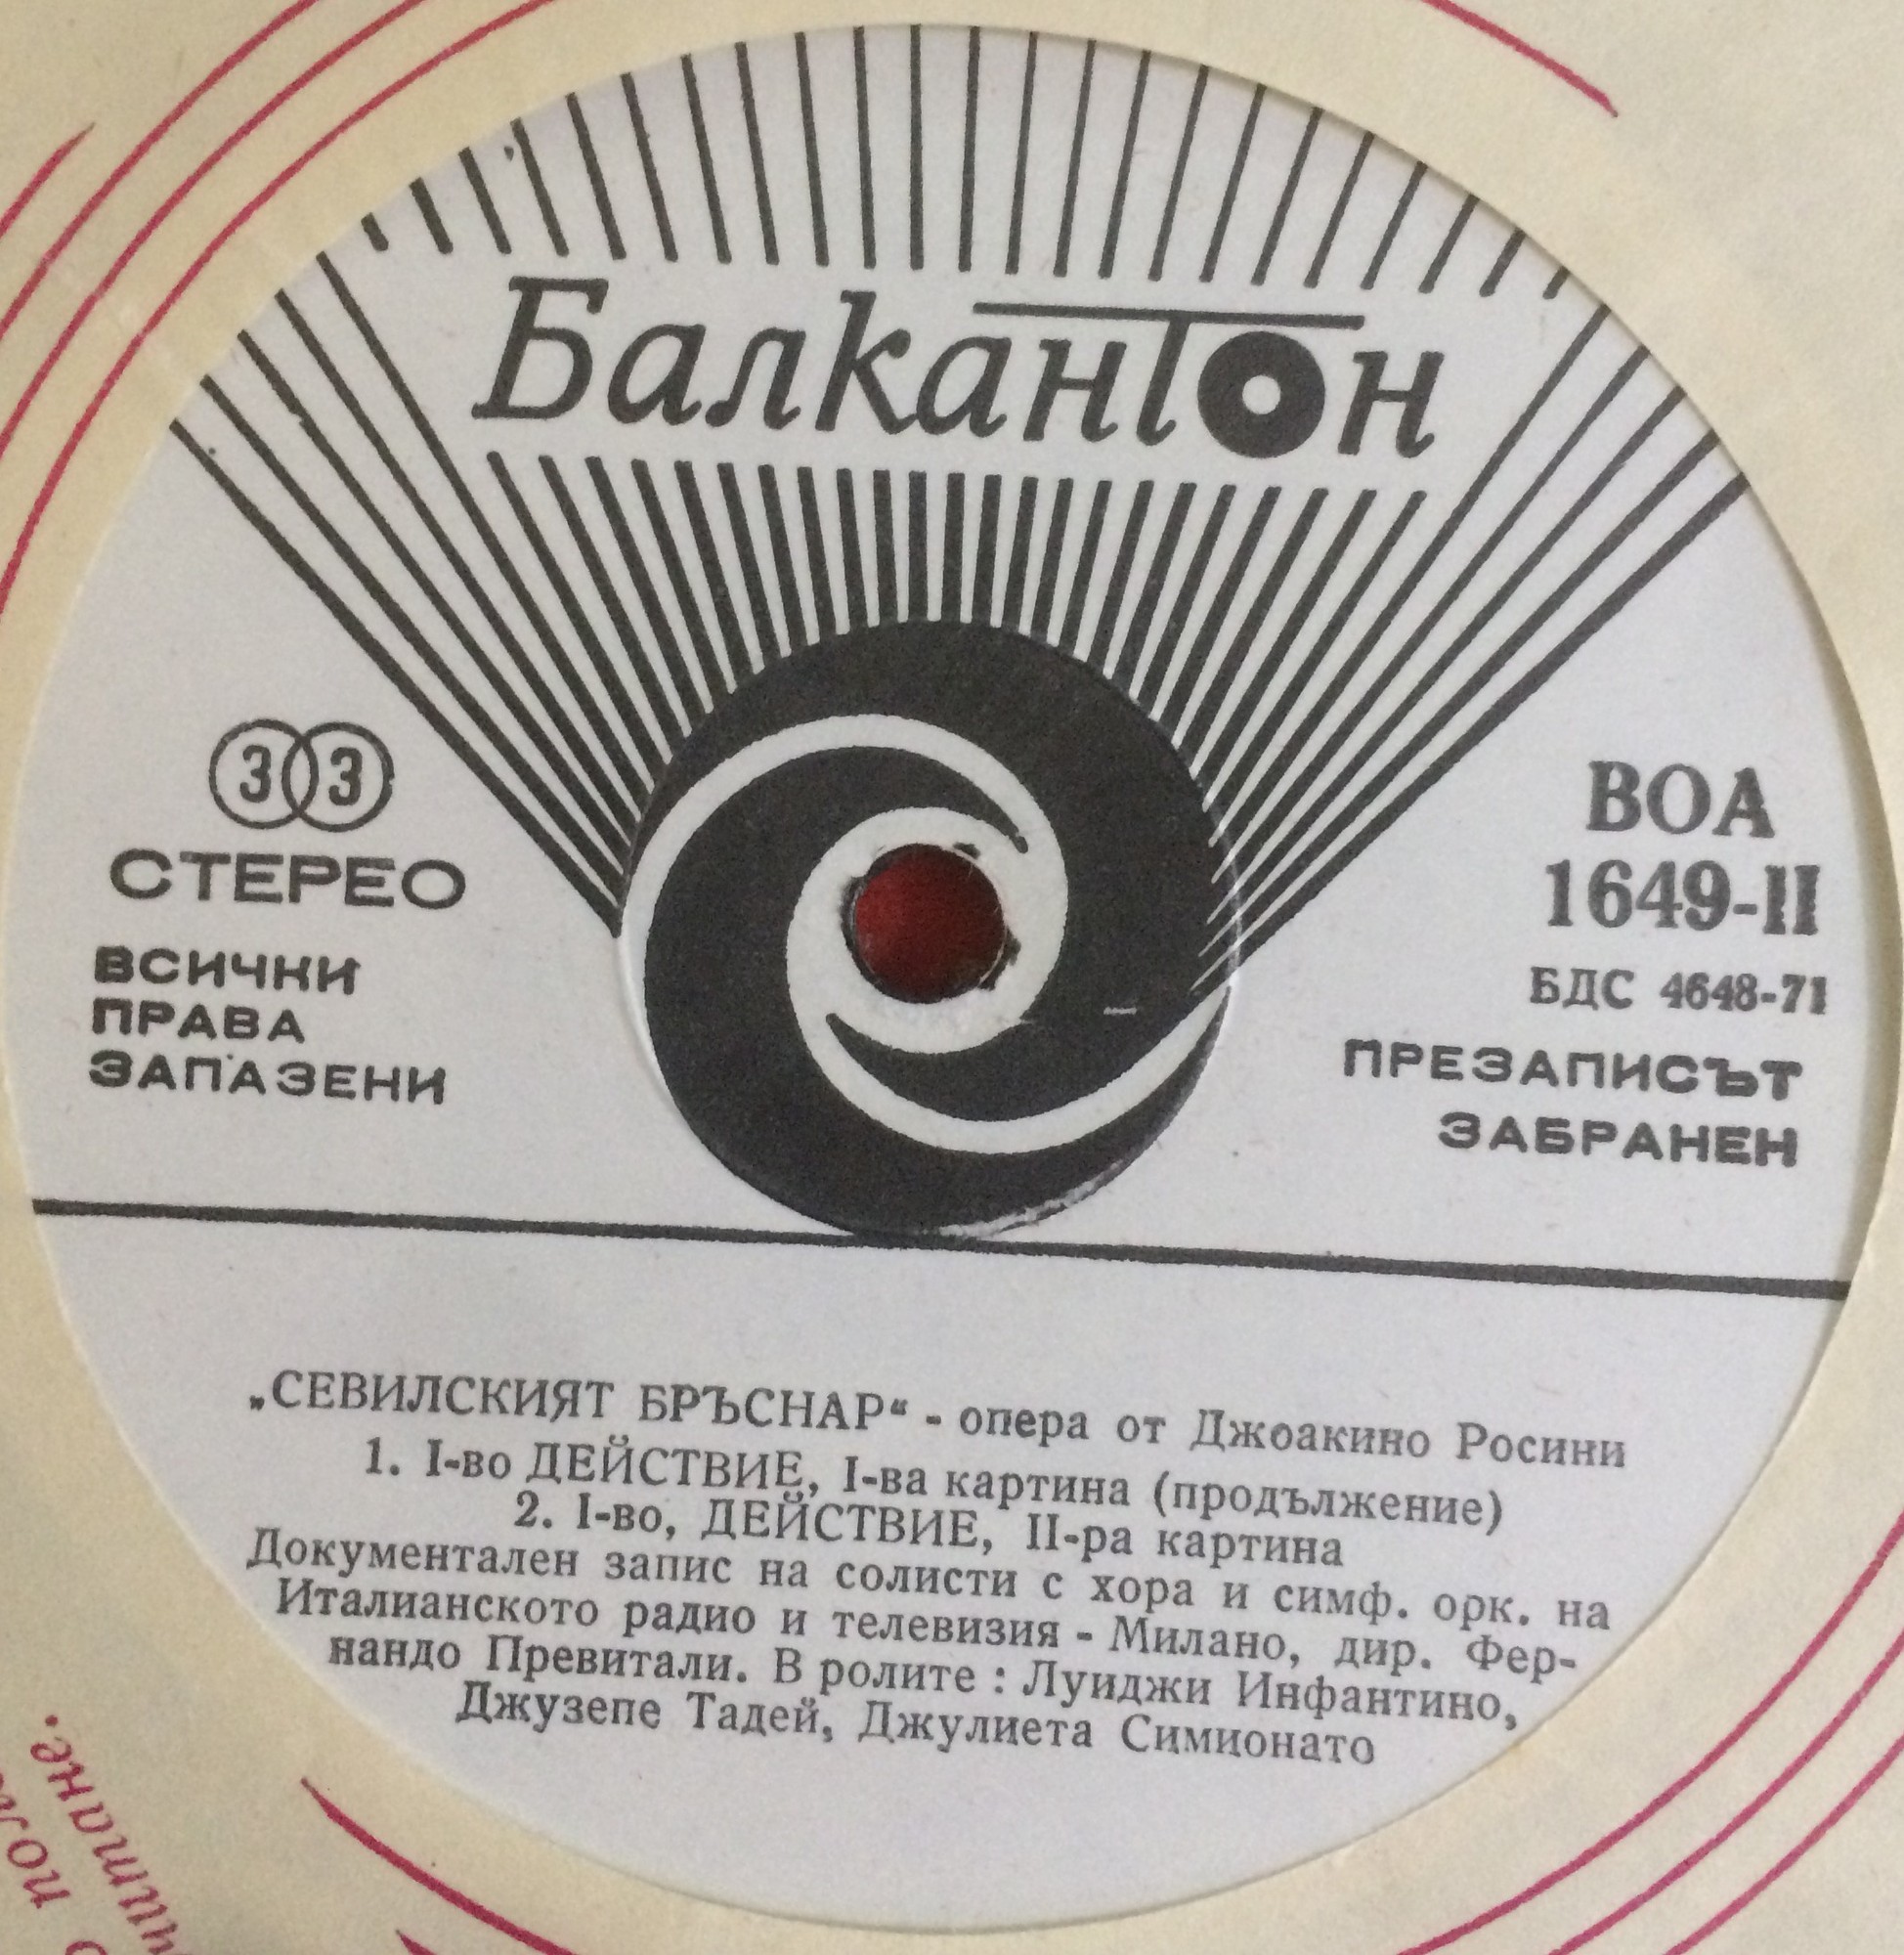 Балкантон
33
СТЕРЕО
ВСИЧКИ
ПРАВА
ЗАПАЗЕНИ
ВОА
1649-II
БДС 4648-71
ПРЕЗАПИСЪТ
ЗАБРАНЕН
„СЕВИЛСКИЯТ БРЪСНАР“ - опера от Джоакино Росини
1. I-во ДЕЙСТВИЕ, I-ва картина (продължение)
2. I-во, ДЕЙСТВИЕ, II-ра картина
Документален запис на солисти с хора и симф. орк. на
Италианското радио и телевизия - Милано, дир. Фер-
нандо Превитали. В ролите : Луиджи Инфантино,
Джузепе Тадей, Джулиета Симионато